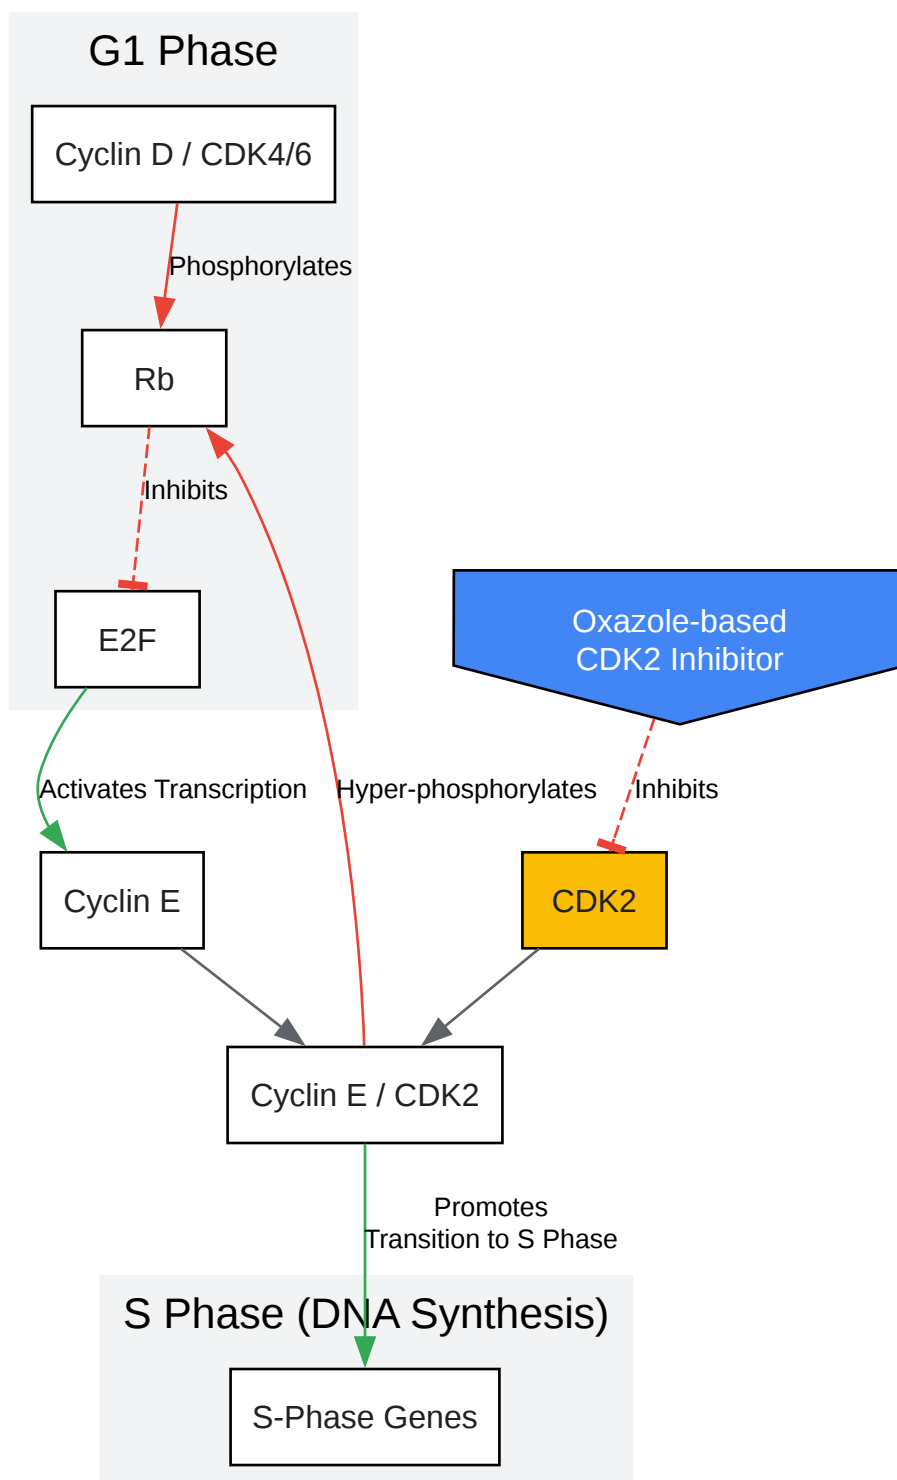 G1 Phase
Cyclin D / CDK4/6
Phosphorylates
Rb
Inhibits
E2F
Oxazole-based
CDK2 Inhibitor
Activates Transcription
Hyper-phosphorylates
Inhibits
Cyclin E
CDK2
Cyclin E / CDK2
Promotes
Transition to S Phase
S Phase (DNA Synthesis)
S-Phase Genes